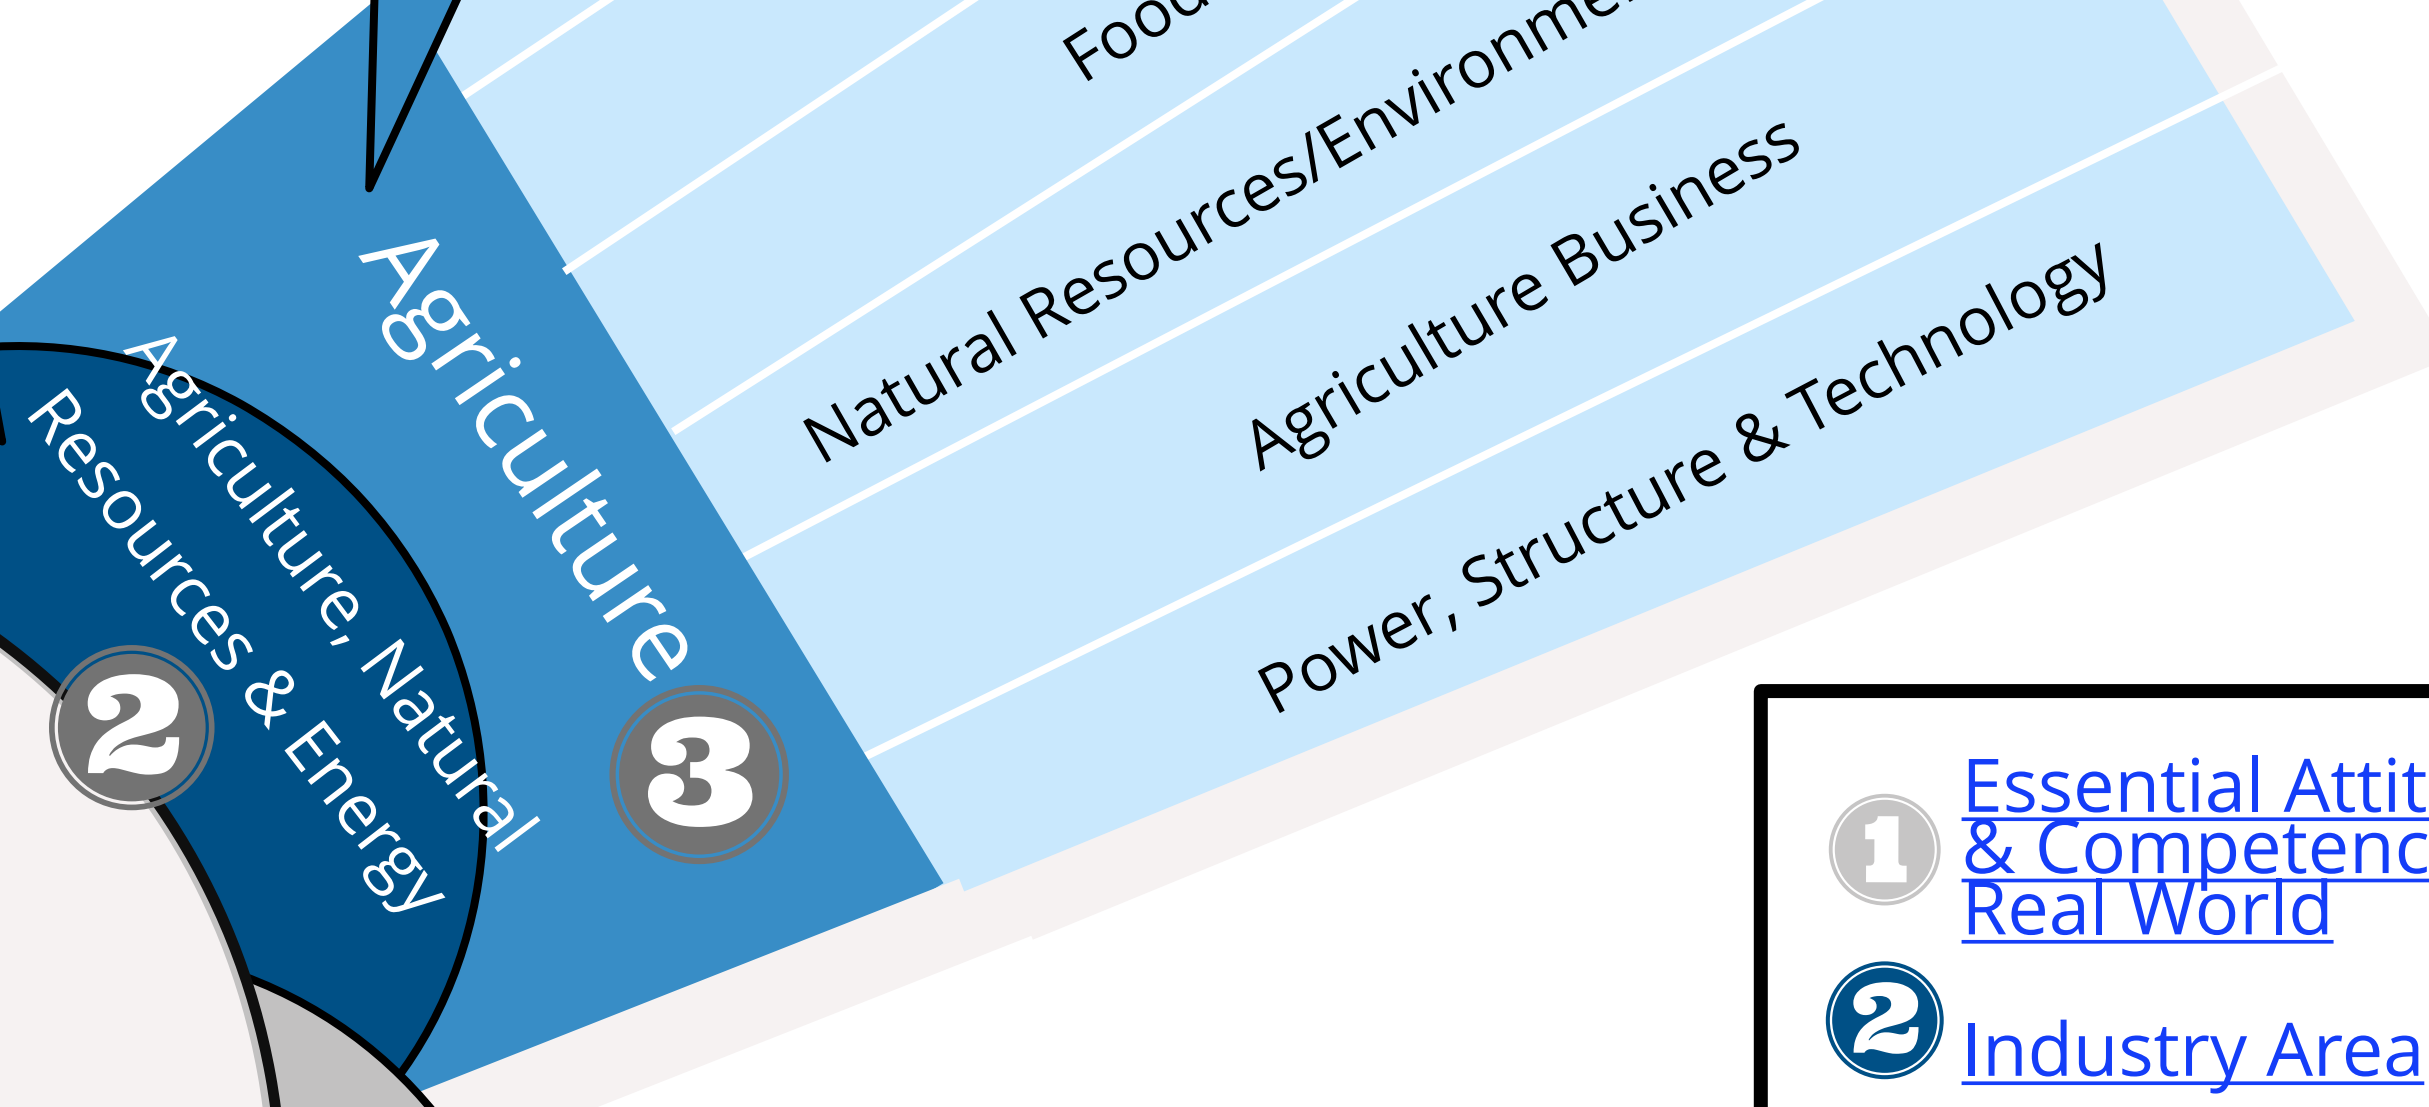 Food
Natural Resources/Environme
Agriculture Business
Power, Structure & Technology
Agriculture
3
Agriculture, Natural
Resources & Energy
2
1
Essential Attit
& Competenc
Real World
2
Industry Area